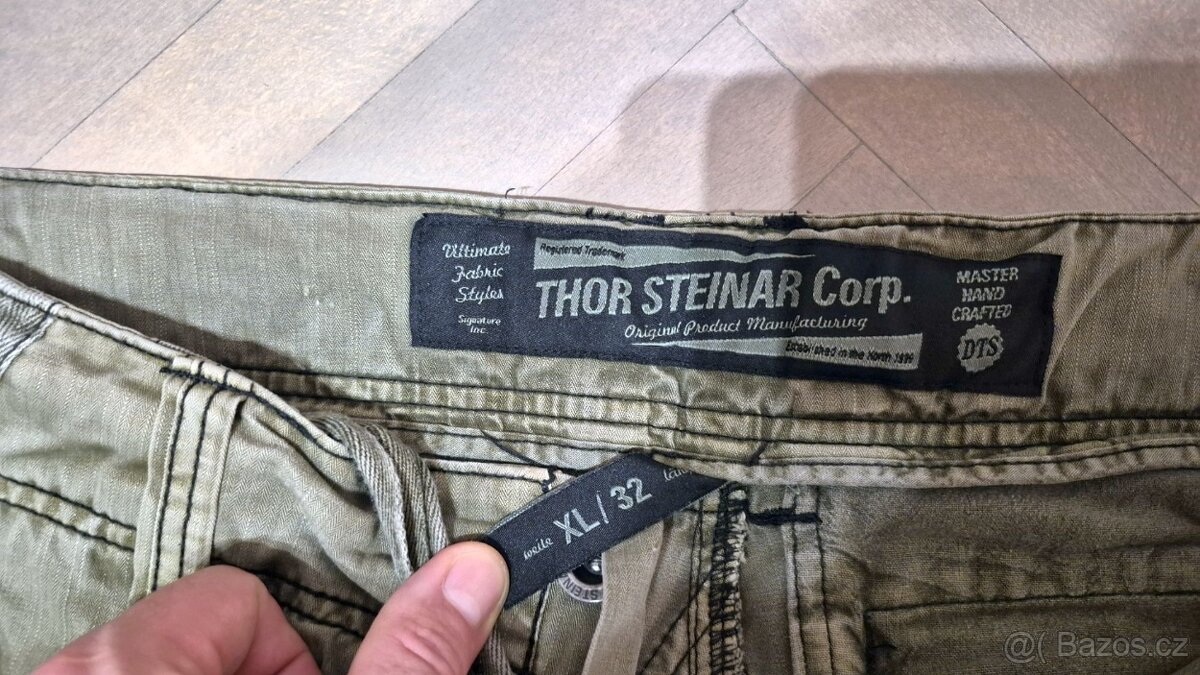 Ultimate
Fabric
Styles
Signature
Inc.
Registered Trademark
THOR STEINAR Corp.
Original Product Manufacturing
Established in the North 1999
MASTER
HAND
CRAFTED
DTS
weite XL/32
STEIN
@( Bazos.cz